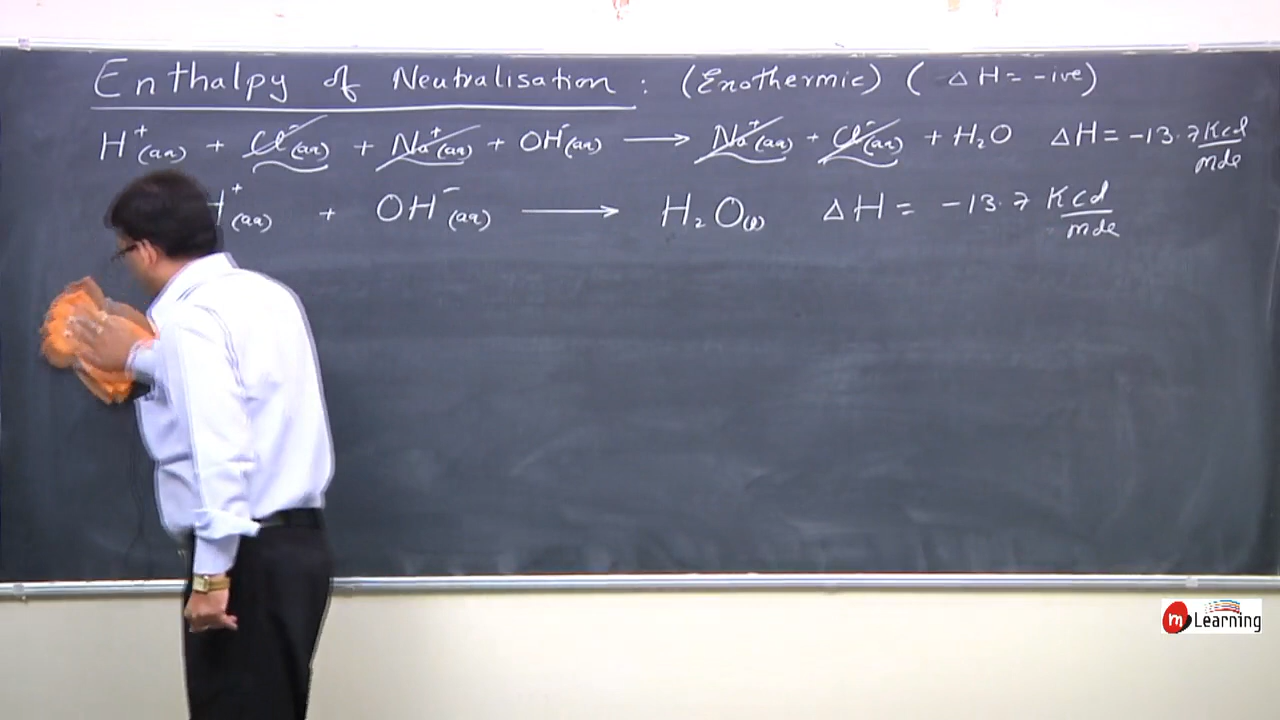 Enthalpy of Neutralisation : (Exothermic) ( ΔH = -ive)
H⁺(aq) + Cl⁻(aq) + Na⁺(aq) + OH⁻(aq) → Na⁺(aq) + Cl⁻(aq) + H₂O ΔH = -13.7 Kcal/mole
H⁺(aq) + OH⁻(aq) → H₂O(l) ΔH = -13.7 Kcal/mole
m Learning